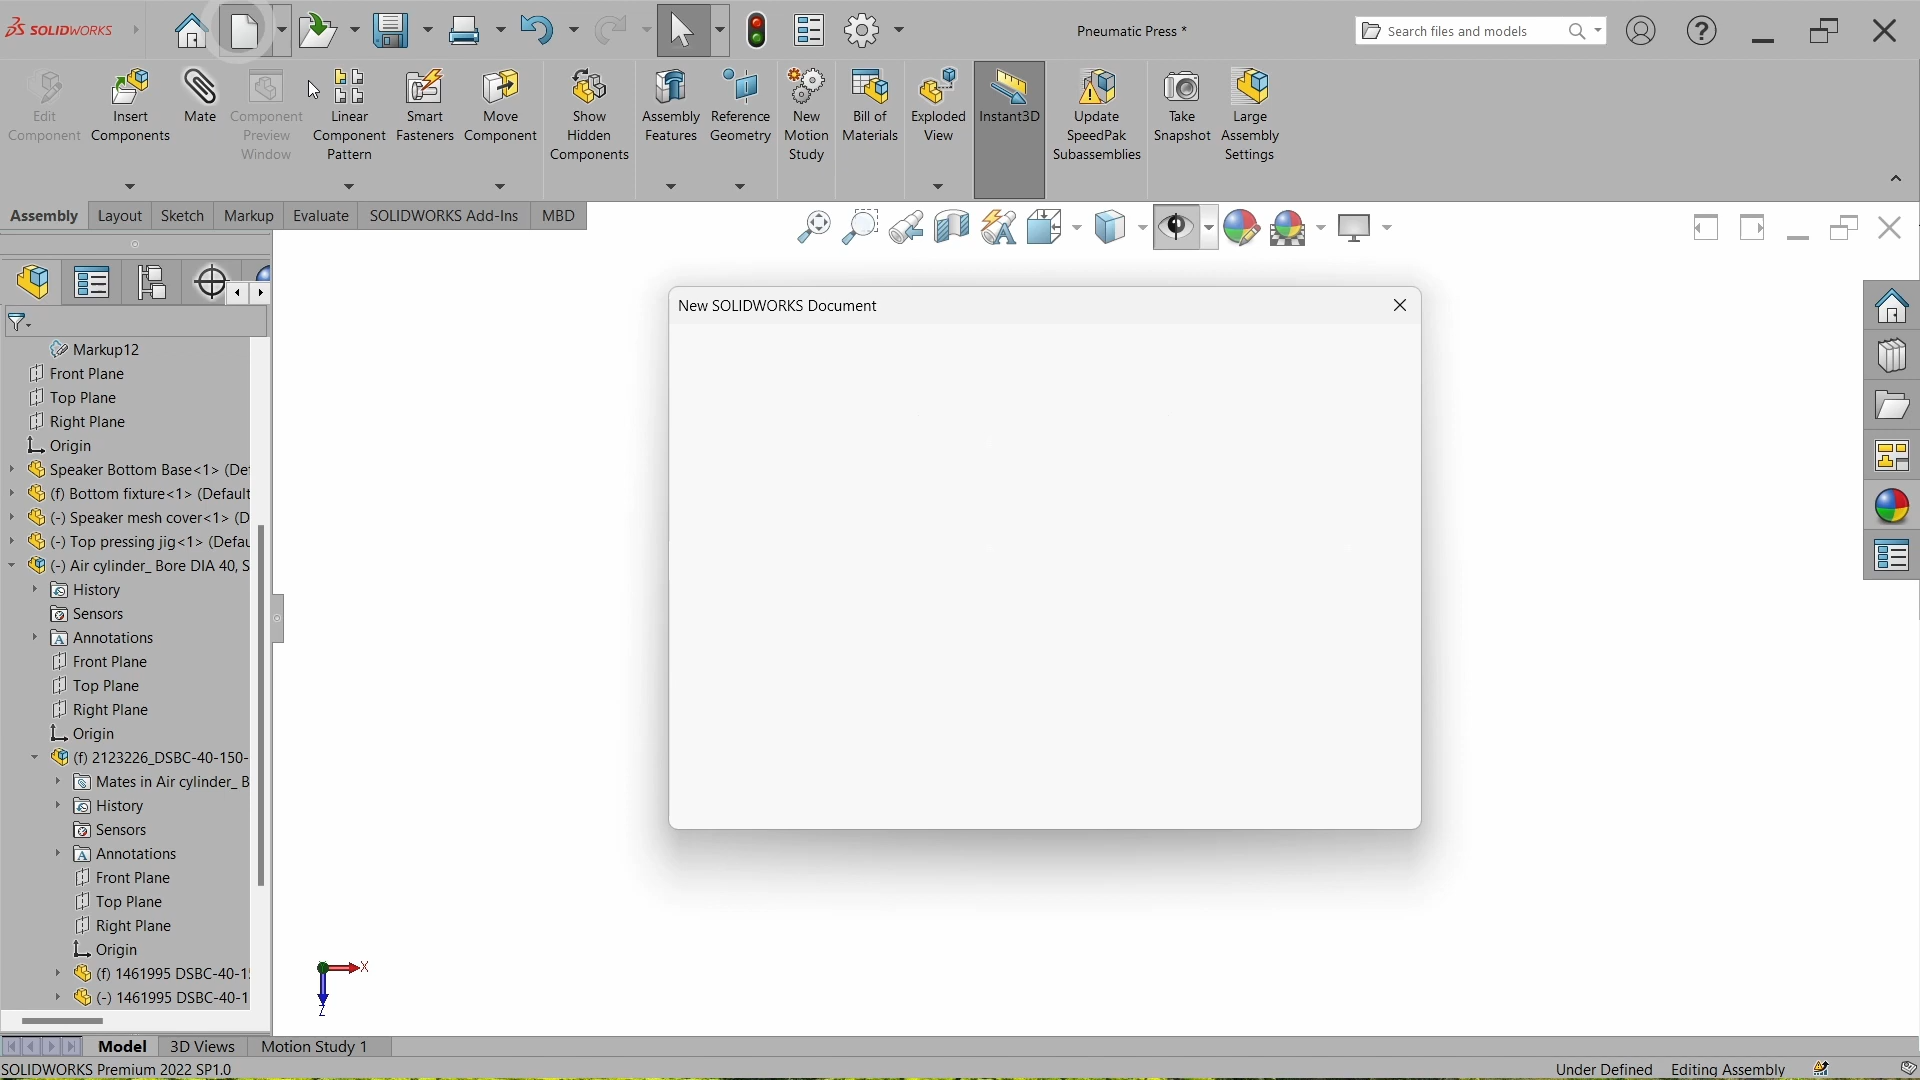 SOLIDWORKS
Pneumatic Press *
Search files and models
Edit Component
Insert Components
Mate
Component Preview Window
Linear Component Pattern
Smart Fasteners
Move Component
Show Hidden Components
Assembly Features
Reference Geometry
New Motion Study
Bill of Materials
Exploded View
Instant3D
Update SpeedPak Subassemblies
Take Snapshot
Large Assembly Settings
Assembly
Layout
Sketch
Markup
Evaluate
SOLIDWORKS Add-Ins
MBD
New SOLIDWORKS Document
Markup12
Front Plane
Top Plane
Right Plane
Origin
Speaker Bottom Base<1> (De
(f) Bottom fixture<1> (Default
(-) Speaker mesh cover<1> (D
(-) Top pressing jig<1> (Defau
(-) Air cylinder_ Bore DIA 40, S
History
Sensors
Annotations
Front Plane
Top Plane
Right Plane
Origin
(f) 2123226_DSBC-40-150-
Mates in Air cylinder_ B
History
Sensors
Annotations
Front Plane
Top Plane
Right Plane
Origin
(f) 1461995 DSBC-40-1
(-) 1461995 DSBC-40-1
X
Z
Model
3D Views
Motion Study 1
SOLIDWORKS Premium 2022 SP1.0
Under Defined
Editing Assembly